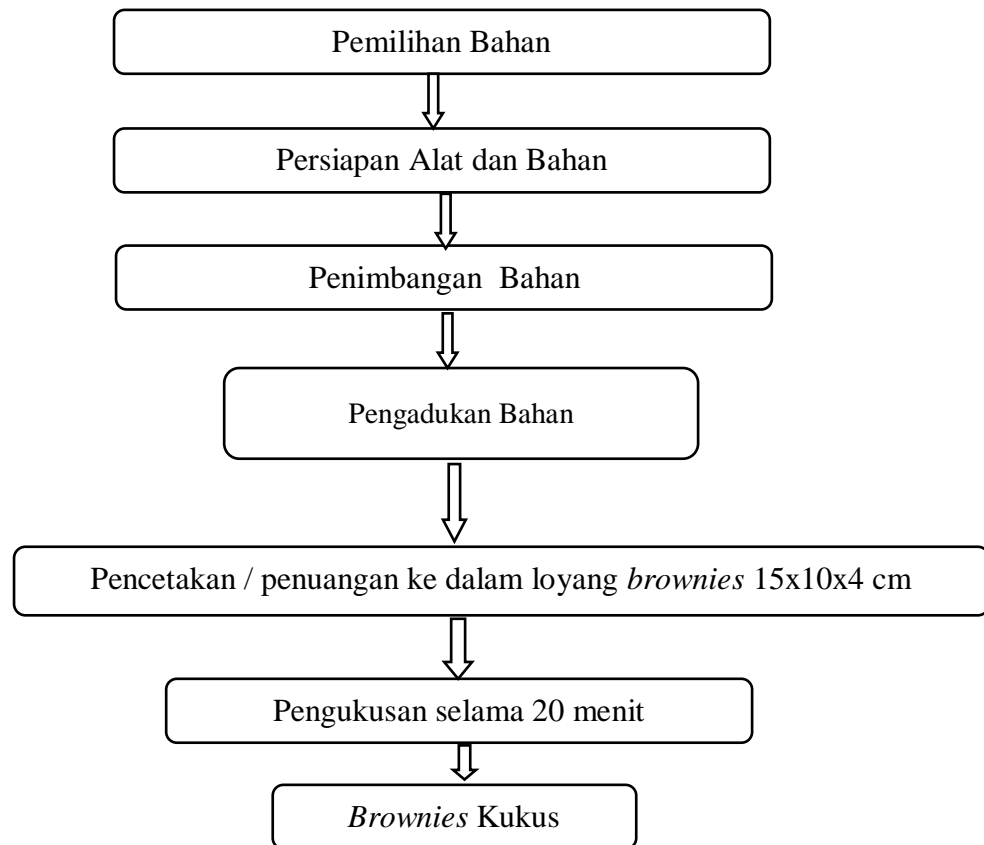 Pemilihan Bahan
Persiapan Alat dan Bahan
Penimbangan  Bahan
Pengadukan Bahan
Pencetakan / penuangan ke dalam loyang brownies 15x10x4 cm
Pengukusan selama 20 menit
Brownies Kukus